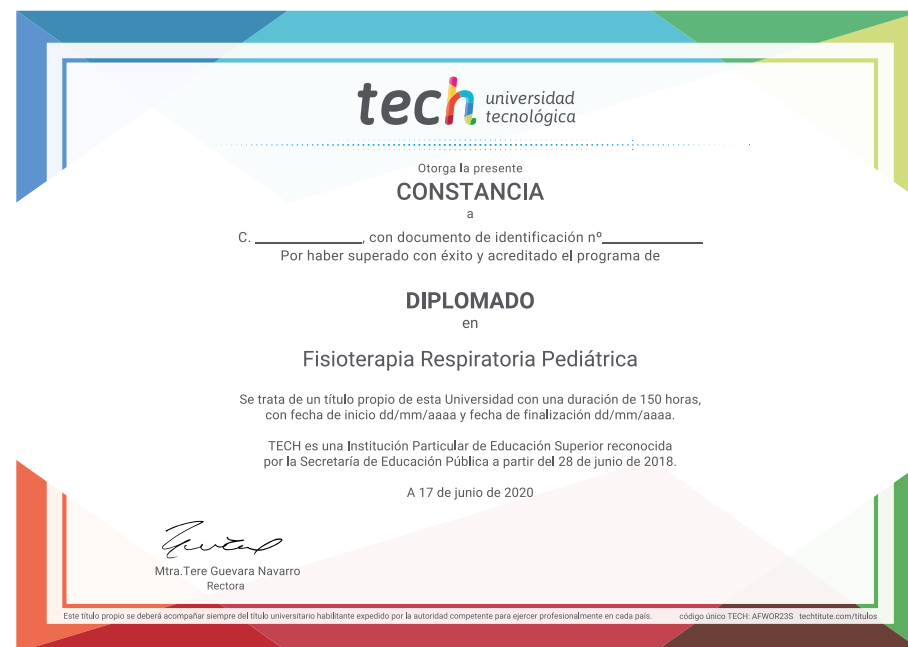 tech universidad
tecnológica
Otorga la presente
CONSTANCIA
a
C. ______________, con documento de identificación nº_____________
Por haber superado con éxito y acreditado el programa de
DIPLOMADO
en
Fisioterapia Respiratoria Pediátrica
Se trata de un título propio de esta Universidad con una duración de 150 horas,
con fecha de inicio dd/mm/aaaa y fecha de finalización dd/mm/aaaa.
TECH es una Institución Particular de Educación Superior reconocida
por la Secretaría de Educación Pública a partir del 28 de junio de 2018.
A 17 de junio de 2020
Mtra.Tere Guevara Navarro
Rectora
Este título propio se deberá acompañar siempre del título universitario habilitante expedido por la autoridad competente para ejercer profesionalmente en cada país. código único TECH: AFWOR23S techtitute.com/titulos